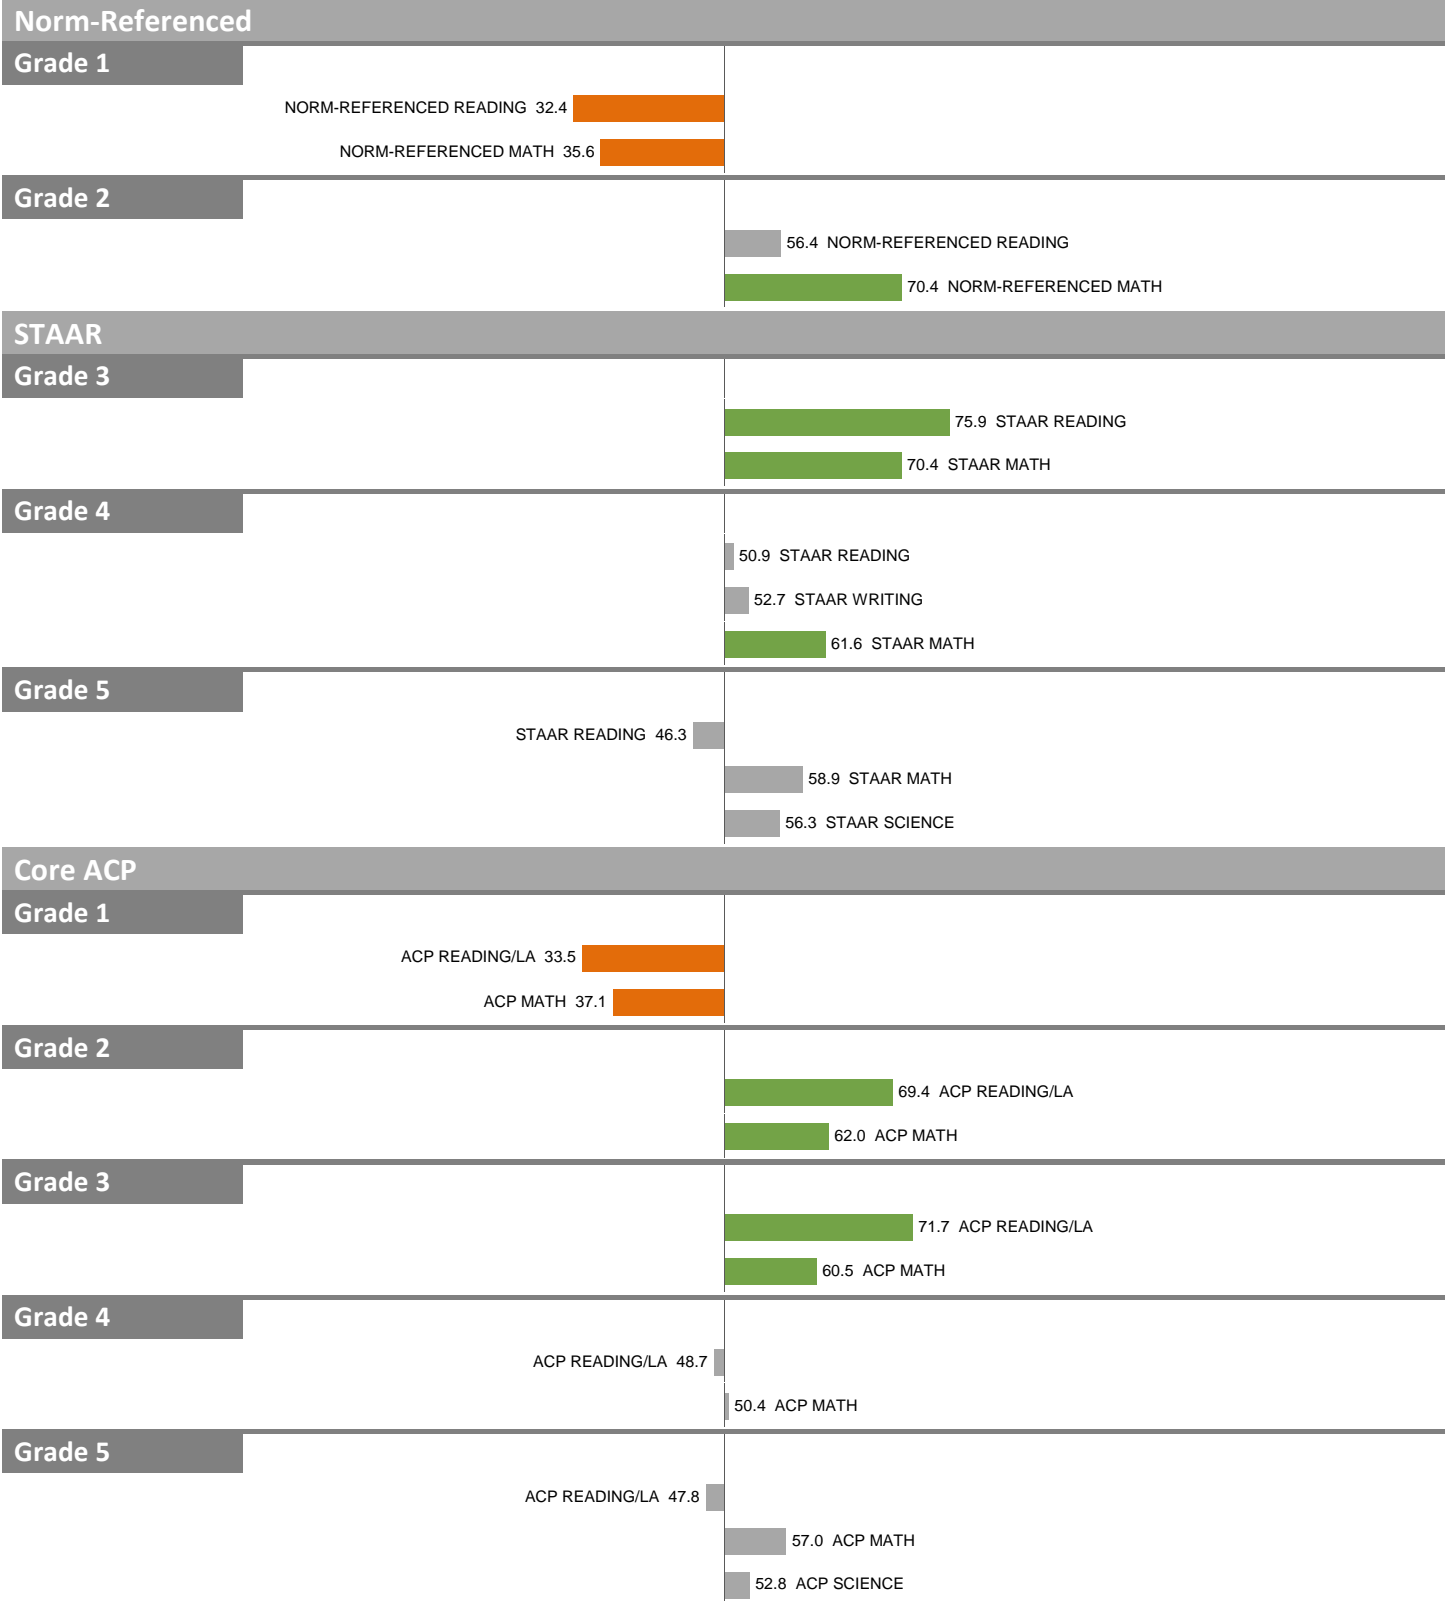 Norm-Referenced
Grade 1
NORM-REFERENCED READING 32.4
NORM-REFERENCED MATH 35.6
Grade 2
56.4 NORM-REFERENCED READING
70.4 NORM-REFERENCED MATH
STAAR
Grade 3
75.9 STAAR READING
70.4 STAAR MATH
Grade 4
50.9 STAAR READING
52.7 STAAR WRITING
61.6 STAAR MATH
Grade 5
STAAR READING 46.3
58.9 STAAR MATH
56.3 STAAR SCIENCE
Core ACP
Grade 1
ACP READING/LA 33.5
ACP MATH 37.1
Grade 2
69.4 ACP READING/LA
62.0 ACP MATH
Grade 3
71.7 ACP READING/LA
60.5 ACP MATH
Grade 4
ACP READING/LA 48.7
50.4 ACP MATH
Grade 5
ACP READING/LA 47.8
57.0 ACP MATH
52.8 ACP SCIENCE